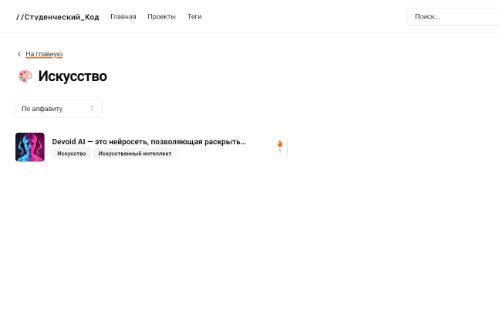 //Студенческий_Код
Главная
Проекты
Теги
Поиск...
На главную
Искусство
По алфавиту
Devoid AI — это нейросеть, позволяющая раскрыть...
Искусство
Искусственный интеллект
1